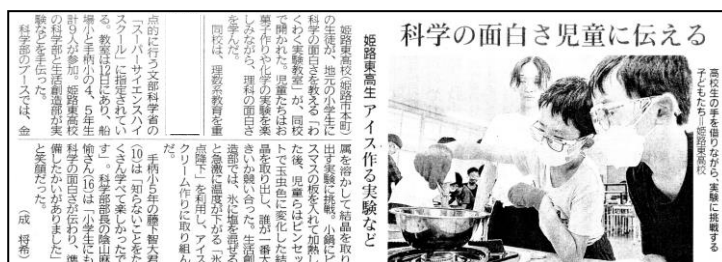 科学の面白さ児童に伝える
高校生の手を借りながら、実験に挑戦する
子どもたち＝姫路東高校
姫路東高生 アイス作る実験など
姫路東高校(姫路市本町)
の生徒が、地元の小学生に
科学の面白さを教える「わ
くわく実験教室」が、同校
で開かれた。児童たちはお
菓子作りや化学の実験を楽
しみながら、理科の面白さ
を学んだ。
同校は、理数系教育を重
点的に行う文部科学省の
「スーパーサイエンスハイ
スクール」に指定されてい
る。教室は12日にあり、船
場小と手柄小の4、5年生
計9人が参加。姫路東高校
の科学部と生活創造部が実
験などを手伝った。
科学部のブースでは、金
属を溶かして結晶を取り
出す実験に挑戦。小鍋にビ
スマスの板を入れて加熱し
た後、児童らはピンセッ
トで玉虫色に変化した結
晶を取り出し、誰が一番大
きいか競い合った。生活創
造部では、氷に塩を混ぜる
と急激に温度が下がる「氷
点降下」を利用し、アイス
クリーム作りに取り組ん
だ。
手柄小5年の藤下智大君
(10)は「知らないことをた
くさん学べて楽しかったで
す」。科学部部長の陰山麻
愉さん(16)は「小学生にも
科学の面白さが伝わり、準
備したかいがありました」
と笑顔だった。
(成 将希)